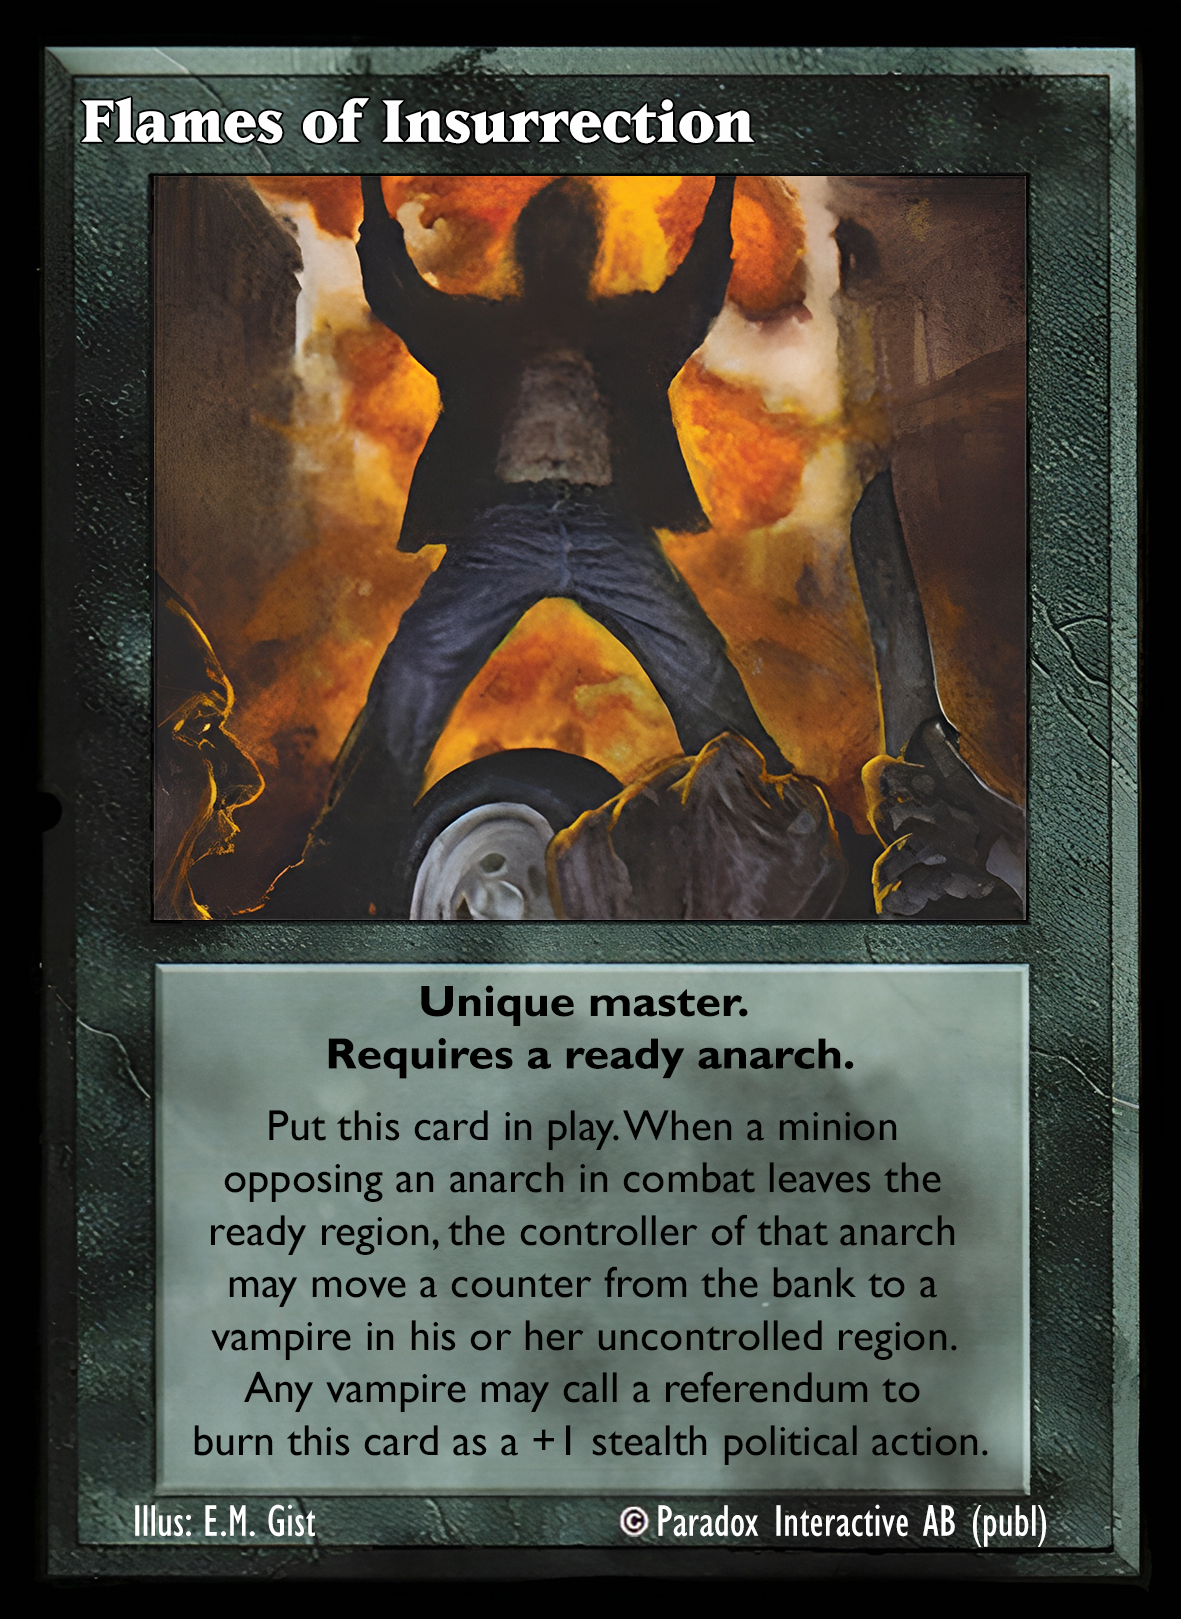 Flames of Insurrection
Unique master.
Requires a ready anarch.
Put this card in play. When a minion
opposing an anarch in combat leaves the
ready region, the controller of that anarch
may move a counter from the bank to a
vampire in his or her uncontrolled region.
Any vampire may call a referendum to
burn this card as a +1 stealth political action.
Illus: E.M. Gist
© Paradox Interactive AB (publ)